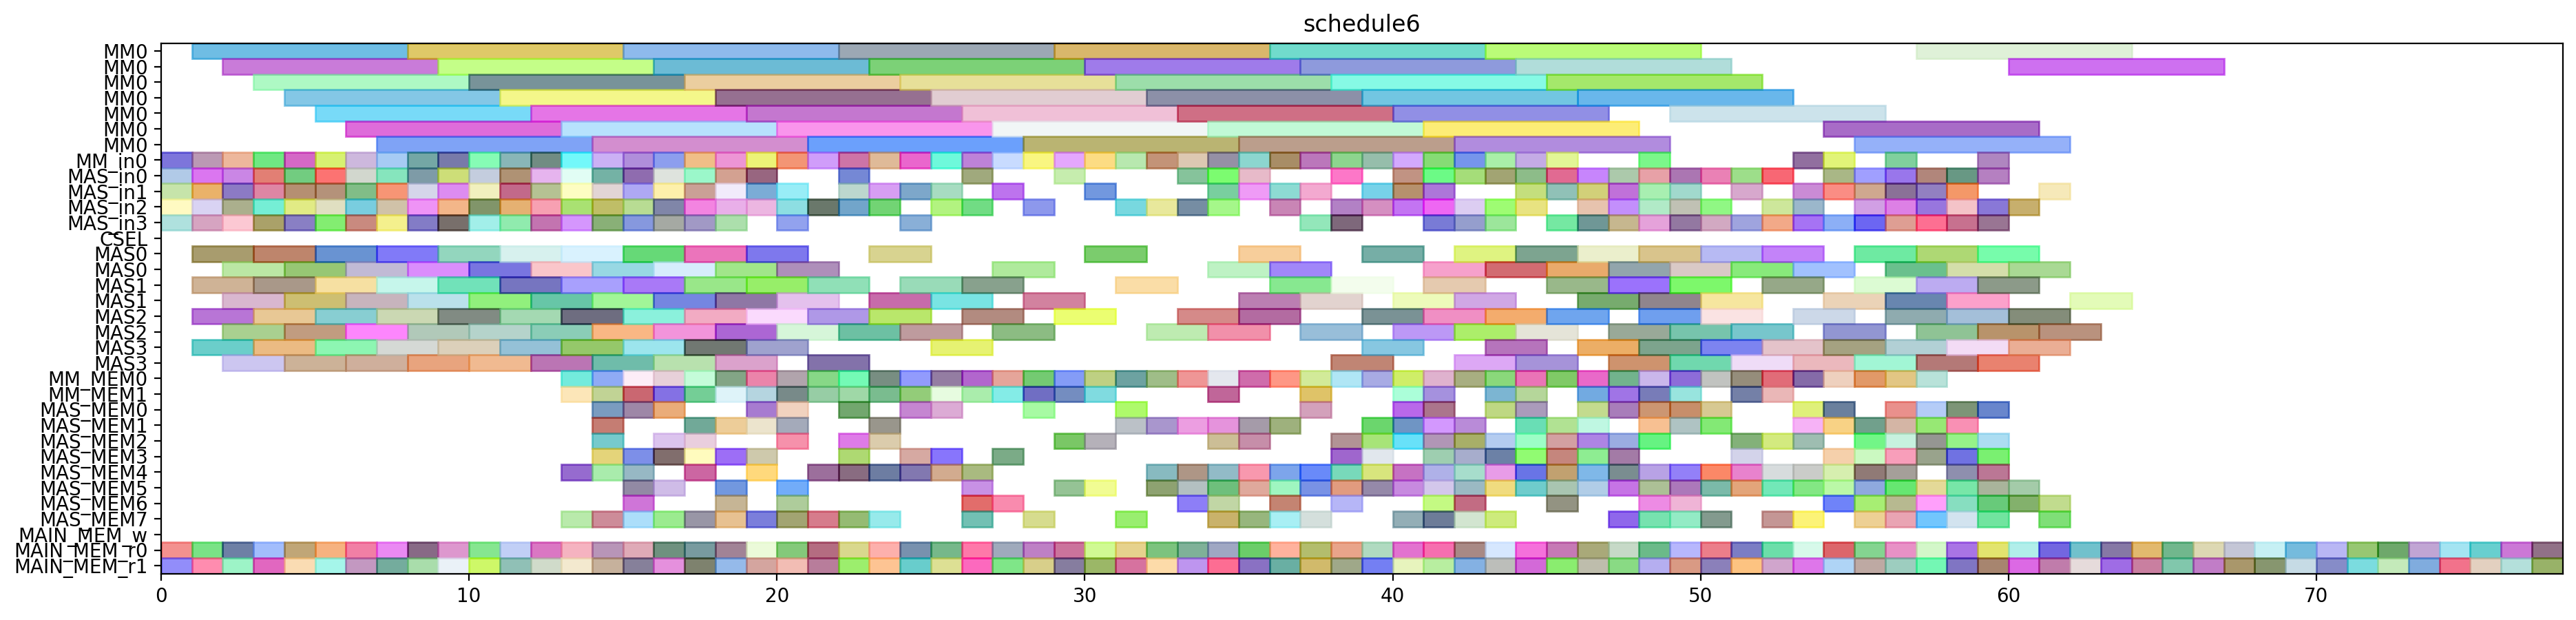 schedule6
MM0
MM0
MM0
MM0
MM0
MM0
MM0
MM_in0
MAS_in0
MAS_in1
MAS_in2
MAS_in3
CSEL
MAS0
MAS0
MAS1
MAS1
MAS2
MAS2
MAS3
MAS3
MM_MEM0
MM_MEM1
MAS_MEM0
MAS_MEM1
MAS_MEM2
MAS_MEM3
MAS_MEM4
MAS_MEM5
MAS_MEM6
MAS_MEM7
MAIN_MEM_w
MAIN_MEM_r0
MAIN_MEM_r1
0 10 20 30 40 50 60 70